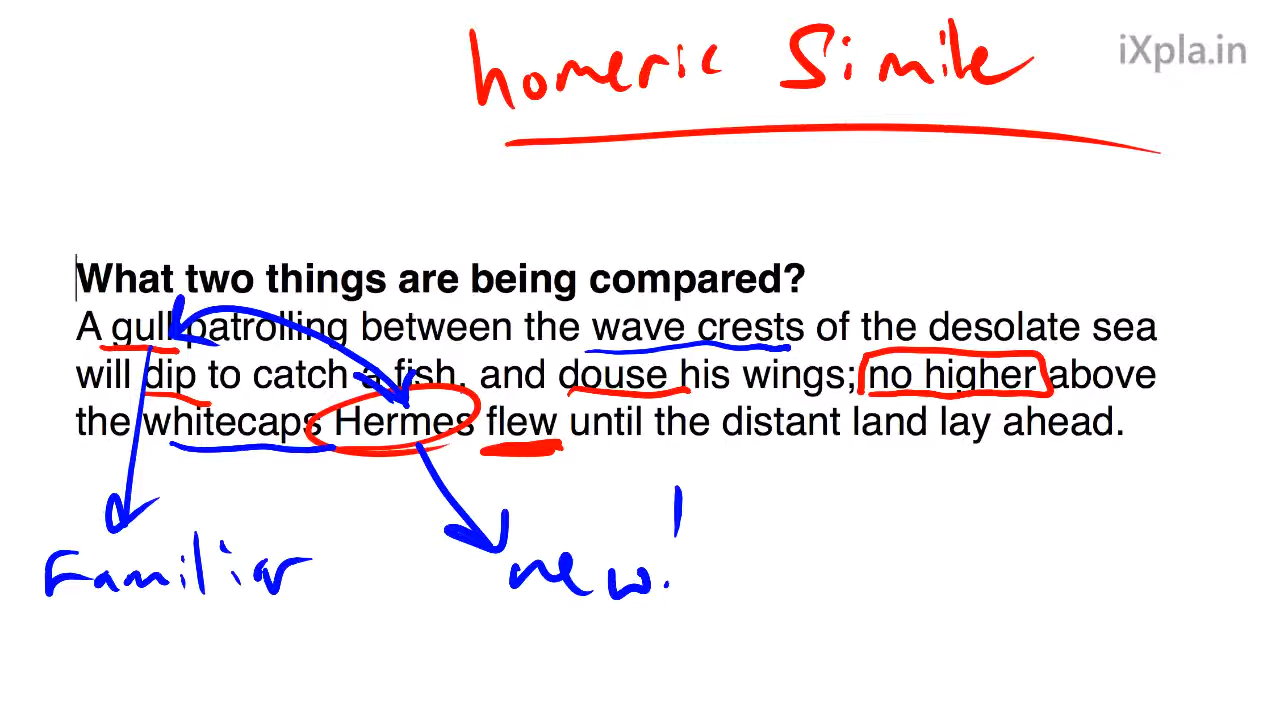 homeric Simile
iXpla.in
What two things are being compared?
A gull patrolling between the wave crests of the desolate sea
will dip to catch a fish, and douse his wings; no higher above
the whitecaps Hermes flew until the distant land lay ahead.
Familiar
new!